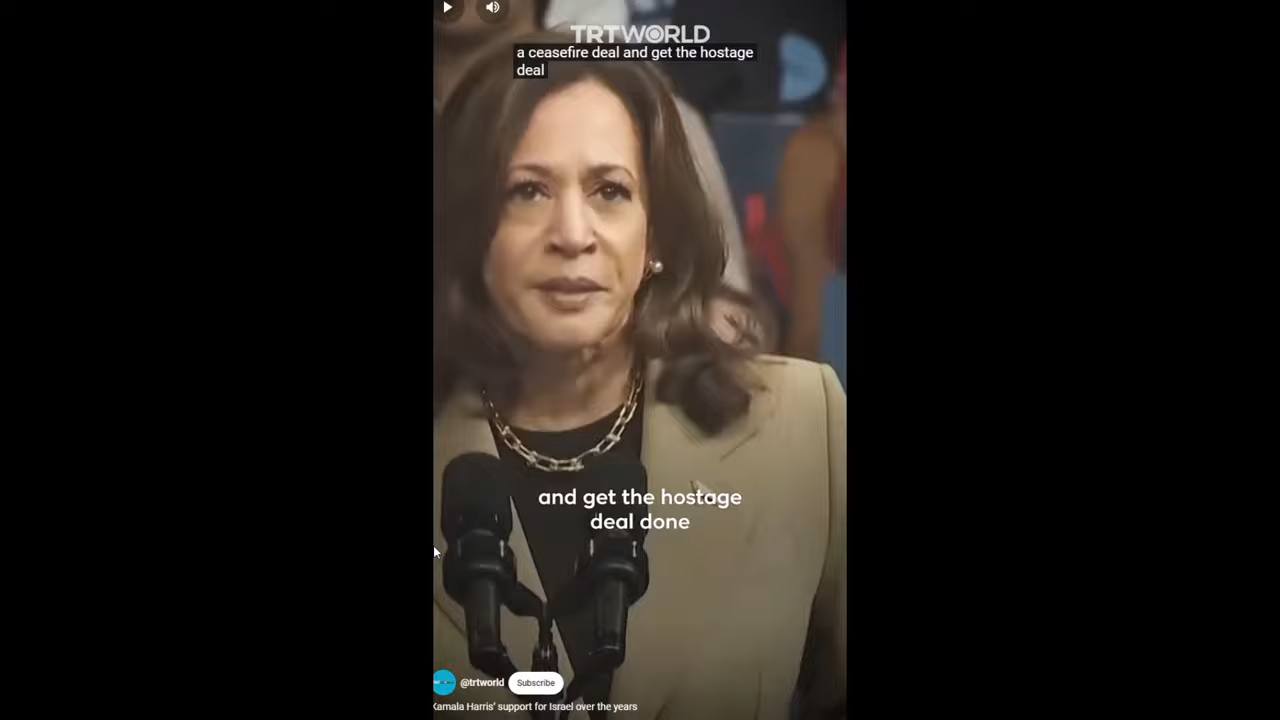 TRTWORLD
a ceasefire deal and get the hostage
deal
and get the hostage
deal done
@trtworld
Subscribe
Kamala Harris' support for Israel over the years